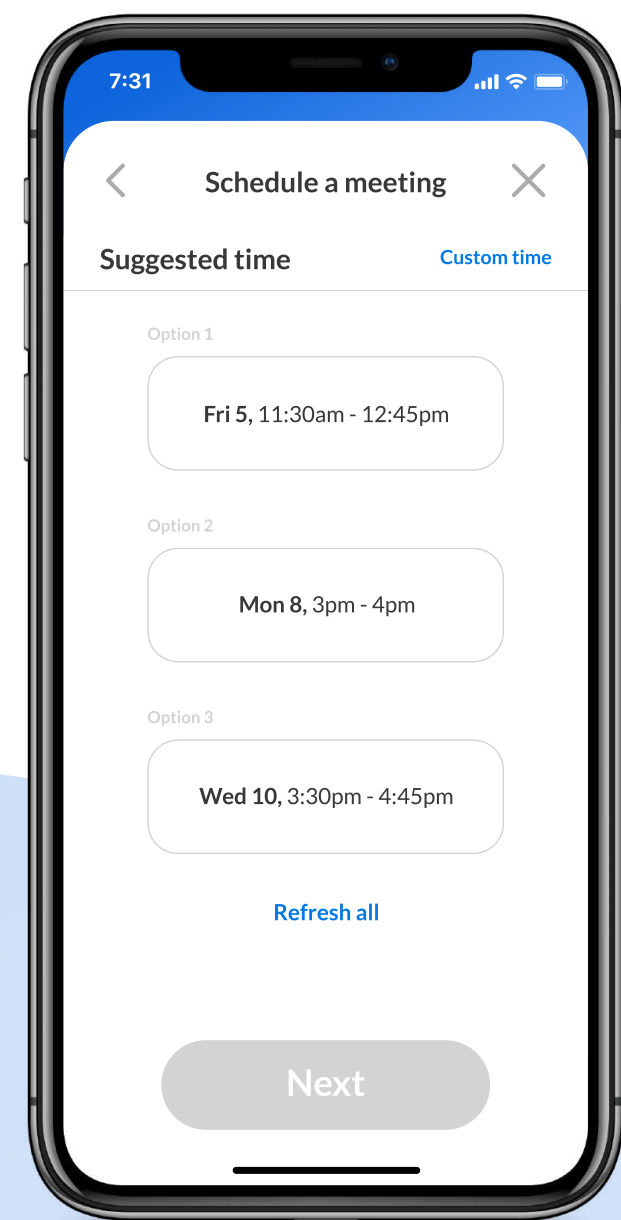 7:31
Schedule a meeting
Suggested time
Custom time
Option 1
Fri 5, 11:30am - 12:45pm
Option 2
Mon 8, 3pm - 4pm
Option 3
Wed 10, 3:30pm - 4:45pm
Refresh all
Next